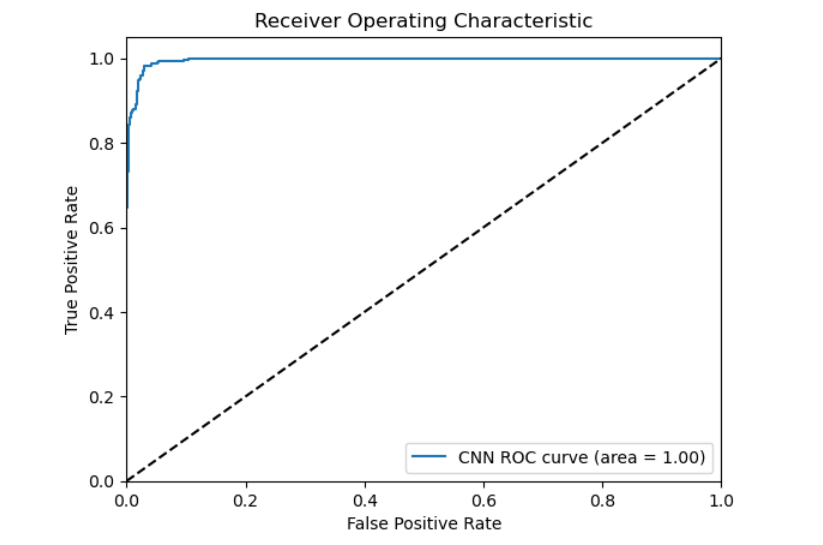 Receiver Operating Characteristic
True Positive Rate
1.0
0.8
0.6
0.4
0.2
0.0
CNN ROC curve (area = 1.00)
0.0 0.2 0.4 0.6 0.8 1.0
False Positive Rate